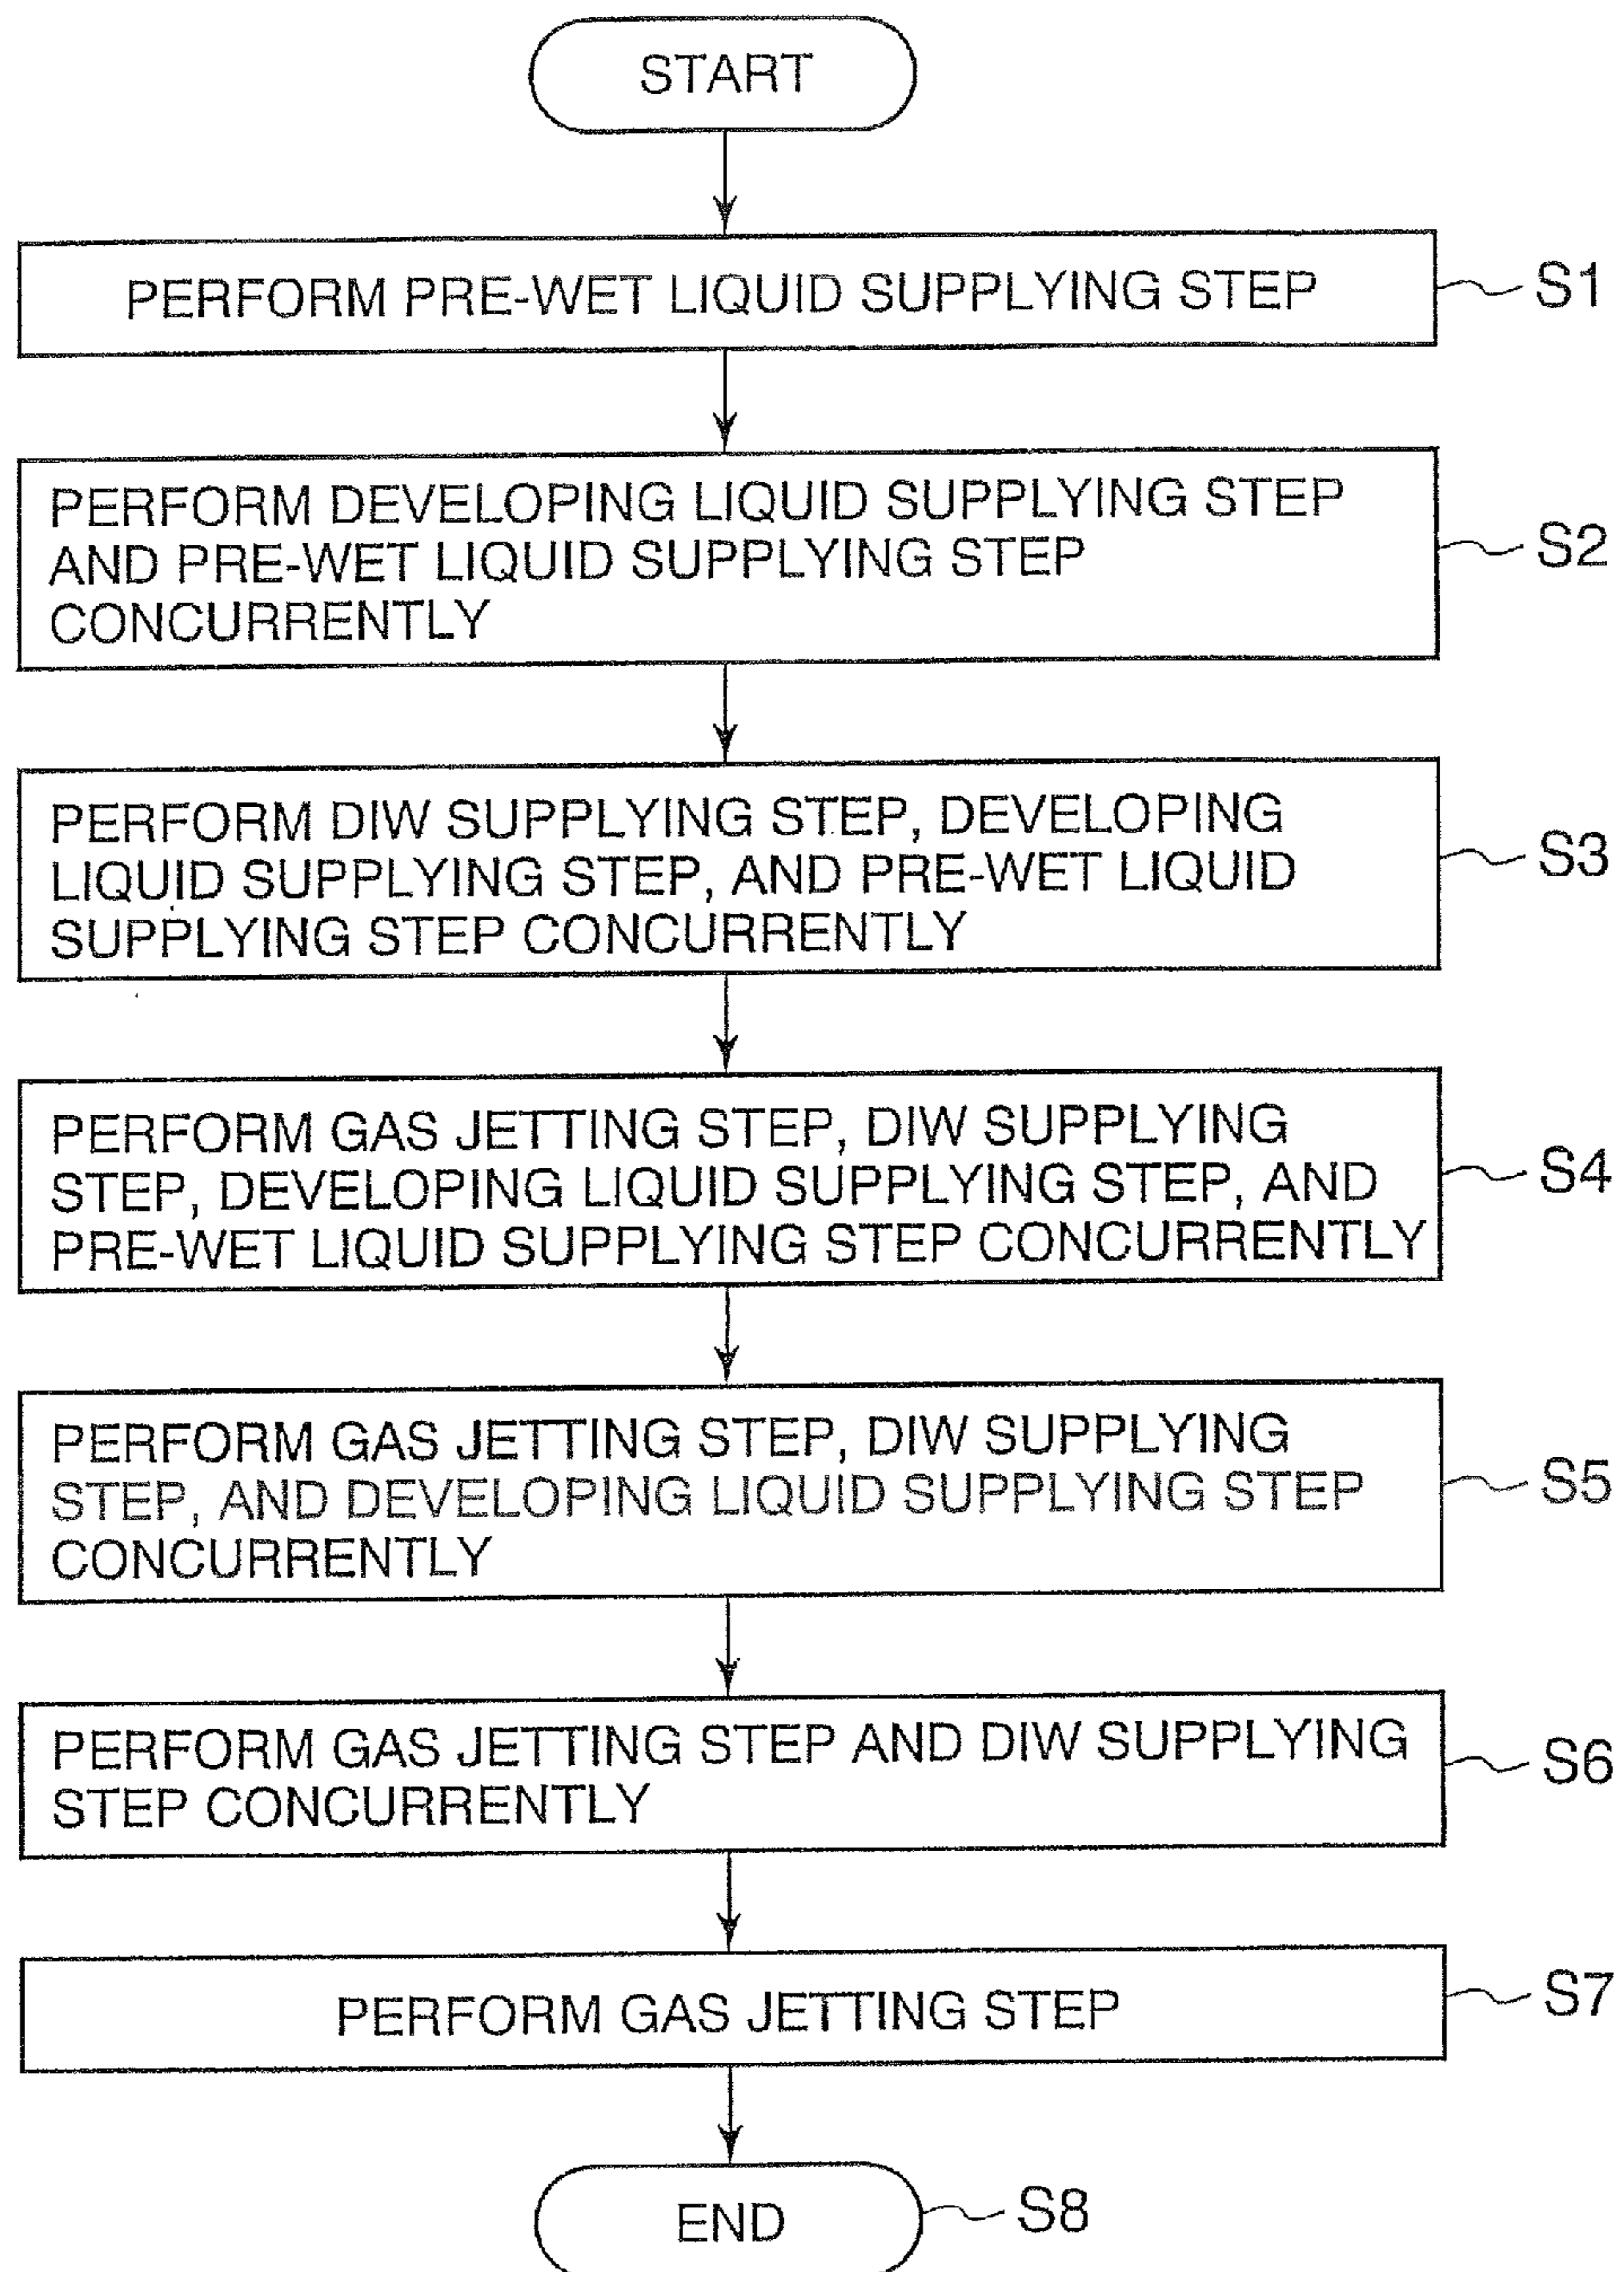 START
PERFORM PRE-WET LIQUID SUPPLYING STEP
S1
PERFORM DEVELOPING LIQUID SUPPLYING STEP
AND PRE-WET LIQUID SUPPLYING STEP
CONCURRENTLY
S2
PERFORM DIW SUPPLYING STEP, DEVELOPING
LIQUID SUPPLYING STEP, AND PRE-WET LIQUID
SUPPLYING STEP CONCURRENTLY
S3
PERFORM GAS JETTING STEP, DIW SUPPLYING
STEP, DEVELOPING LIQUID SUPPLYING STEP, AND
PRE-WET LIQUID SUPPLYING STEP CONCURRENTLY
S4
PERFORM GAS JETTING STEP, DIW SUPPLYING
STEP, AND DEVELOPING LIQUID SUPPLYING STEP
CONCURRENTLY
S5
PERFORM GAS JETTING STEP AND DIW SUPPLYING
STEP CONCURRENTLY
S6
PERFORM GAS JETTING STEP
S7
END
S8